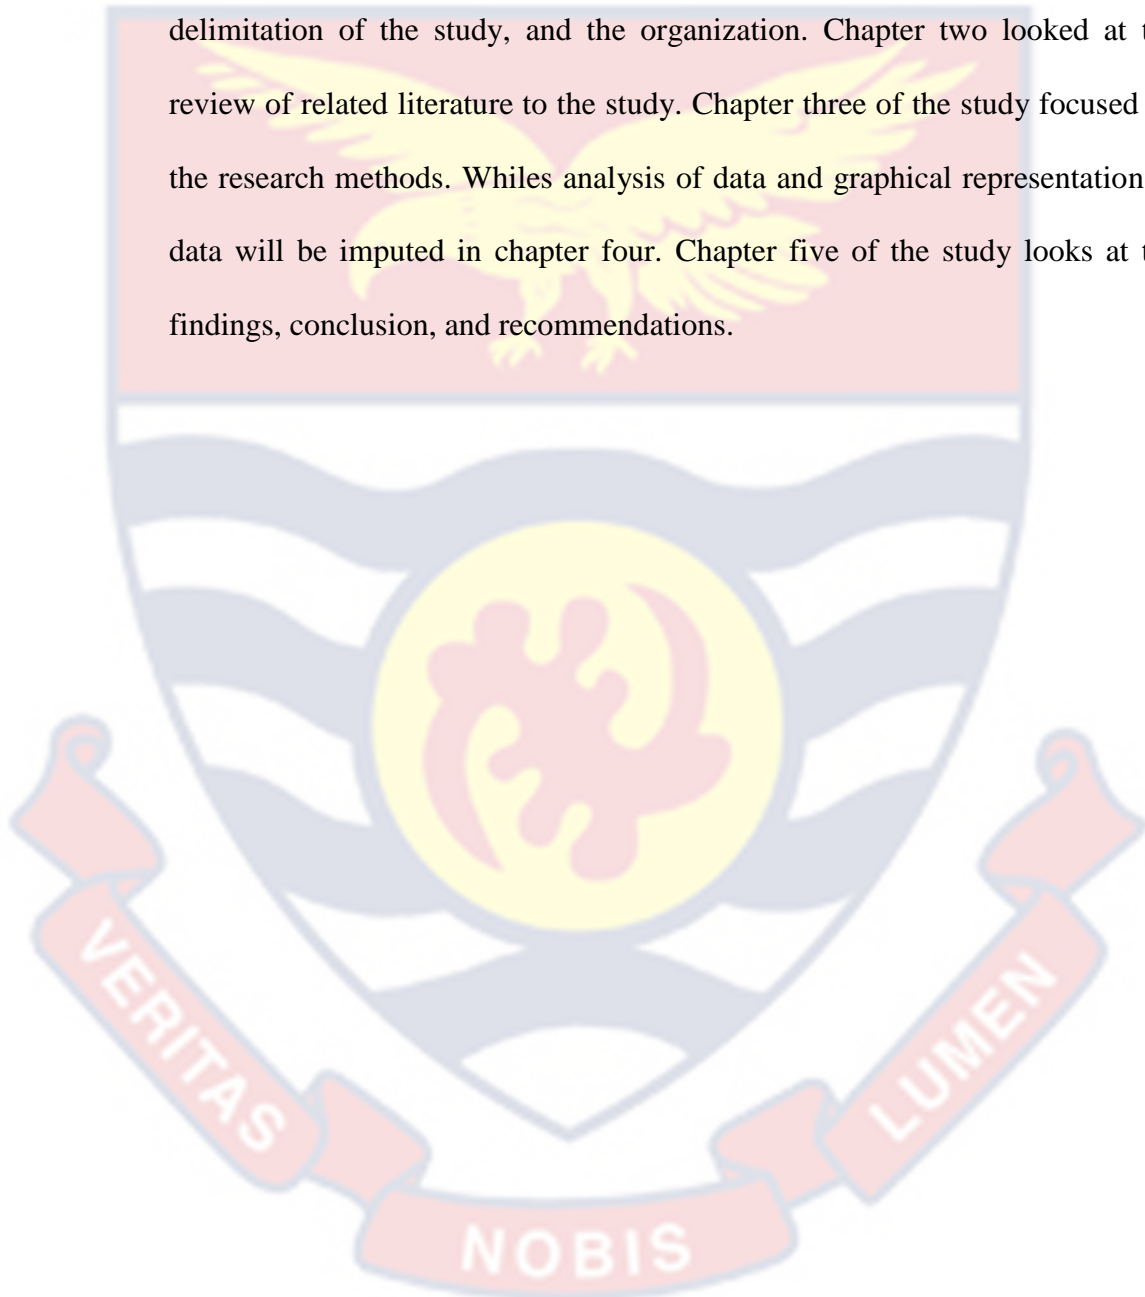 delimitation of the study, and the organization. Chapter two looked at t
review of related literature to the study. Chapter three of the study focused
the research methods. Whiles analysis of data and graphical representation
data will be imputed in chapter four. Chapter five of the study looks at t
findings, conclusion, and recommendations.
VERITAS
NOBIS
LUMEN